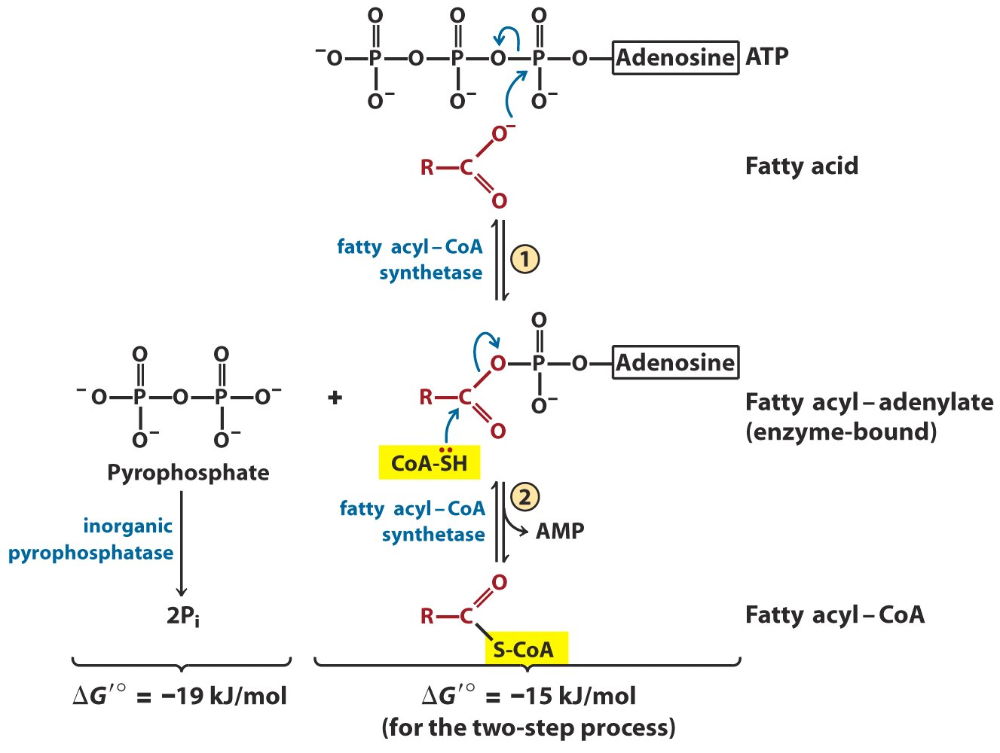 O O O
⁻O—P—O—P—O—P—O—Adenosine ATP
O⁻ O⁻ O⁻
O⁻
R—C Fatty acid
O
fatty acyl–CoA
synthetase
1
O
O—P—O—Adenosine
O O
⁻O—P—O—P—O⁻ + R—C O⁻
O⁻ O⁻ O
Fatty acyl–adenylate
(enzyme-bound)
CoA-SH
Pyrophosphate
2
fatty acyl–CoA
synthetase
AMP
inorganic
pyrophosphatase
O
2Pᵢ R—C Fatty acyl–CoA
S-CoA
ΔG′° = −19 kJ/mol ΔG′° = −15 kJ/mol
(for the two-step process)